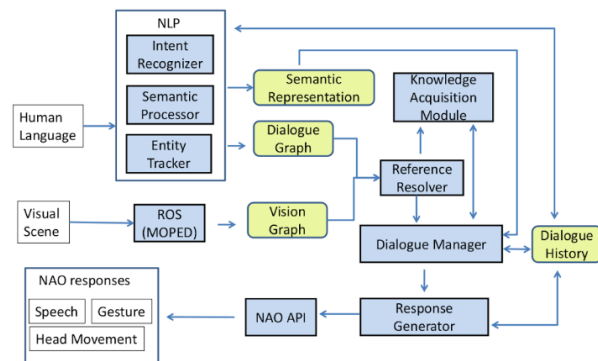 NLP
Intent
Recognizer
Semantic
Processor
Entity
Tracker
Human
Language
Semantic
Representation
Dialogue
Graph
Knowledge
Acquisition
Module
Reference
Resolver
Visual
Scene
ROS
(MOPED)
Vision
Graph
Dialogue Manager
Dialogue
History
NAO responses
Speech
Gesture
Head Movement
NAO API
Response
Generator